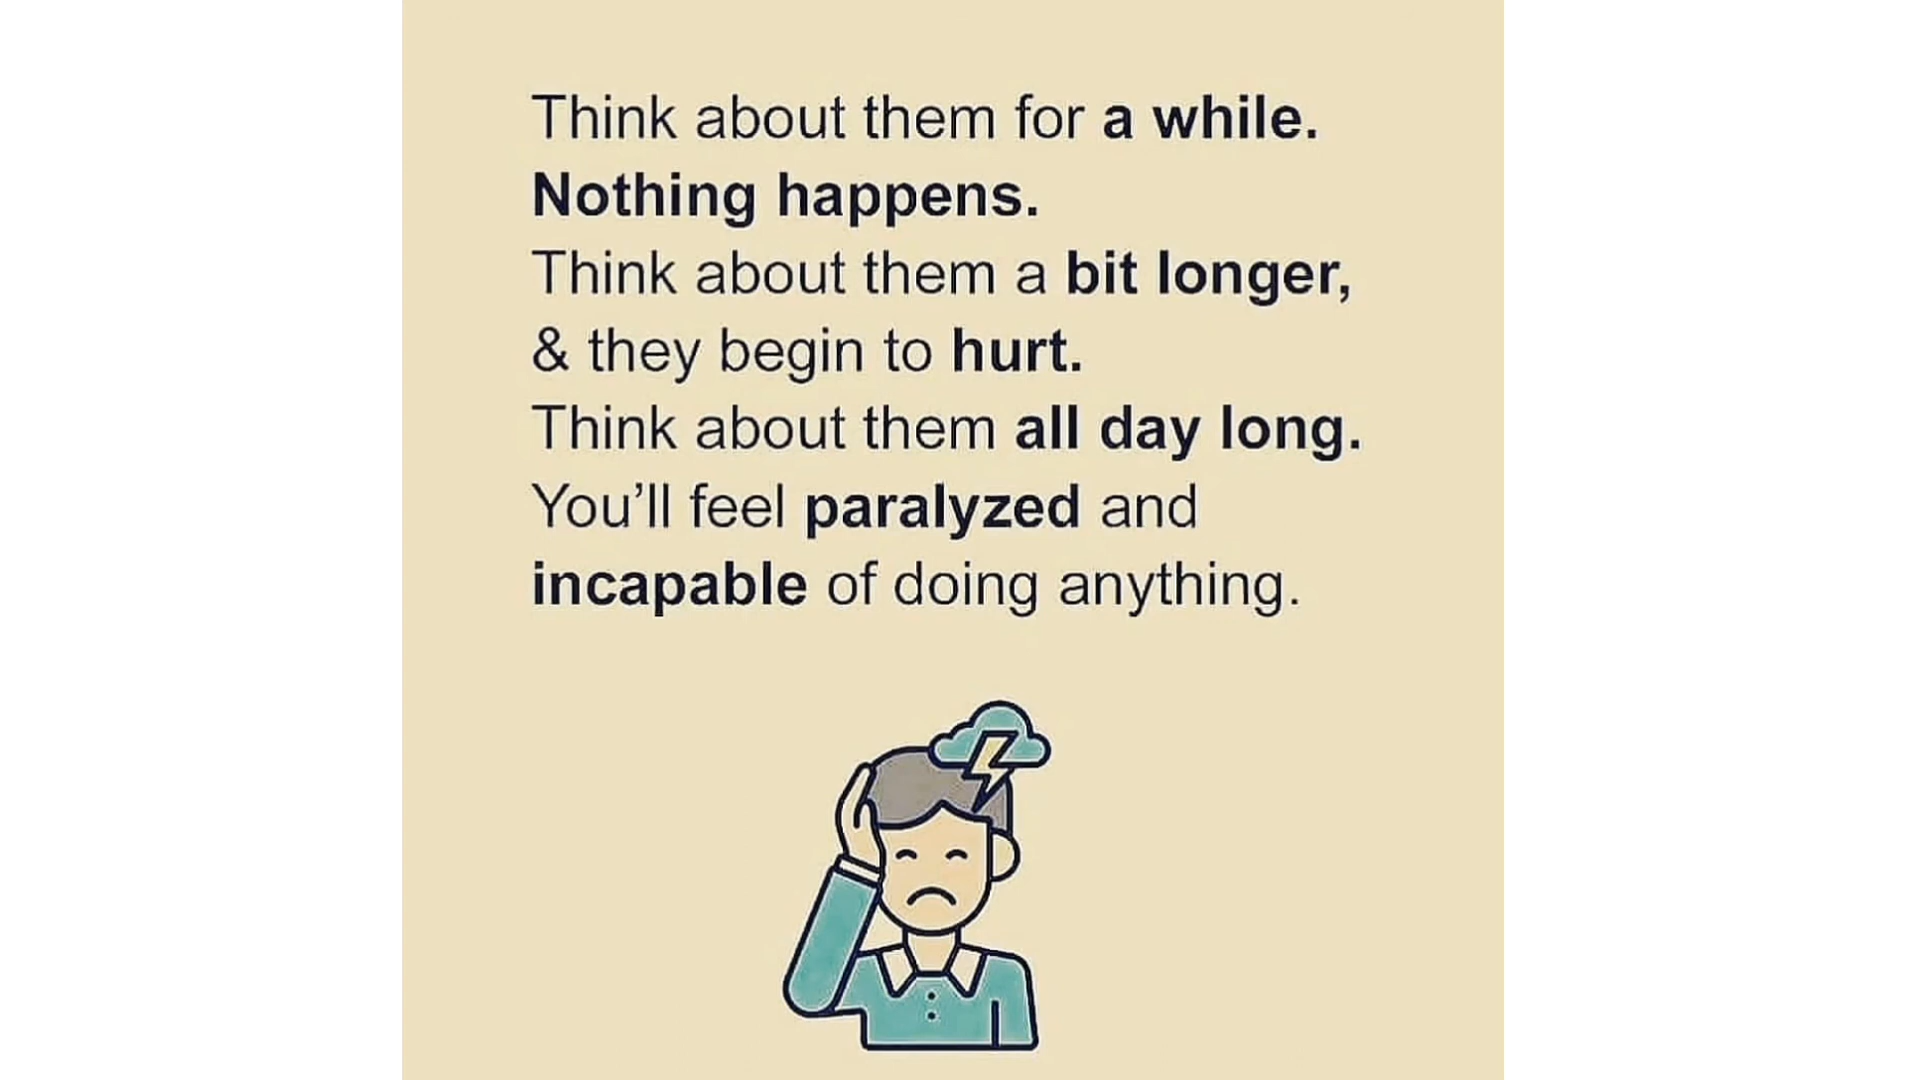 Think about them for a while.
Nothing happens.
Think about them a bit longer,
& they begin to hurt.
Think about them all day long.
You’ll feel paralyzed and
incapable of doing anything.